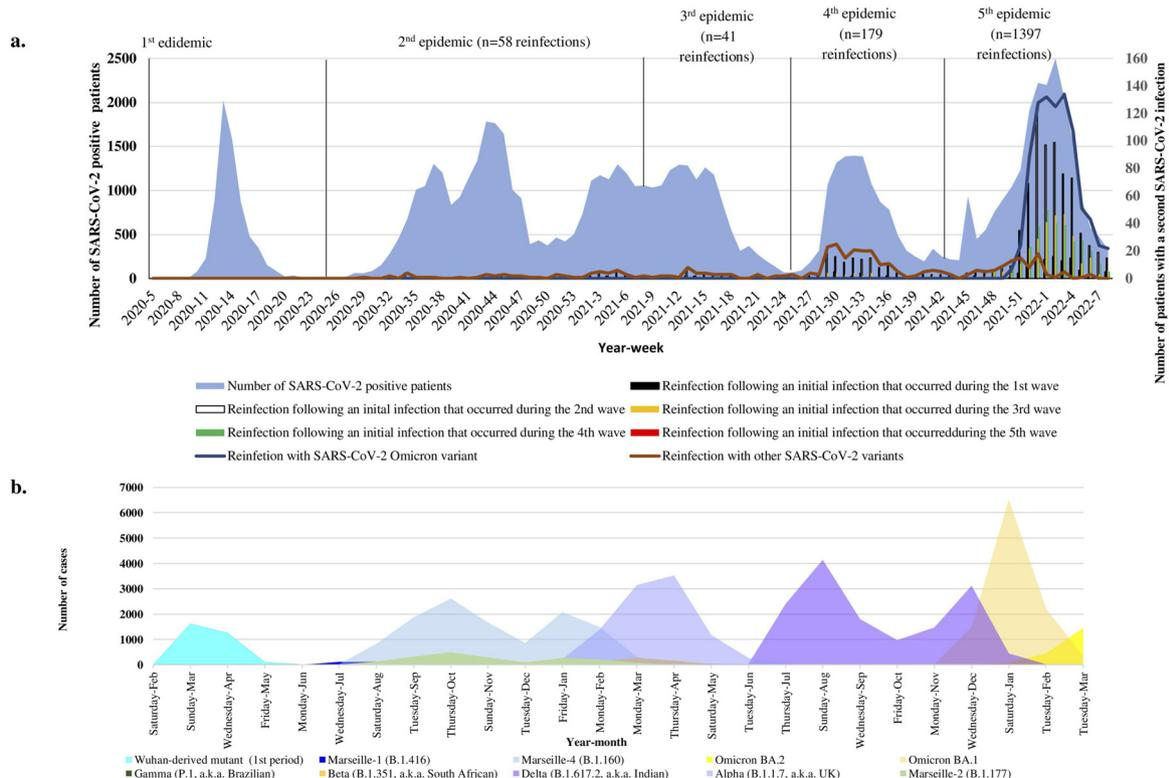 a.
1st edidemic
2nd epidemic (n=58 reinfections)
3rd epidemic
(n=41
reinfections)
4th epidemic
(n=179
reinfections)
5th epidemic
(n=1397
reinfections)
Number of SARS-CoV-2 positive patients
2500
2000
1500
1000
500
0
160
140
120
100
80
60
40
20
0
Number of patients with a second SARS-CoV-2 infection
2020-5
2020-8
2020-11
2020-14
2020-17
2020-20
2020-23
2020-26
2020-29
2020-32
2020-35
2020-38
2020-41
2020-44
2020-47
2020-50
2020-53
2021-3
2021-6
2021-9
2021-12
2021-15
2021-18
2021-21
2021-24
2021-27
2021-30
2021-33
2021-36
2021-39
2021-42
2021-45
2021-48
2021-51
2022-1
2022-4
2022-7
Year-week
Number of SARS-CoV-2 positive patients
Reinfection following an initial infection that occurred during the 1st wave
Reinfection following an inital infection that occurred during the 2nd wave
Reinfection following an initial infection that occurred during the 3rd wave
Reinfection following an initial infection that occurred during the 4th wave
Reinfection following an initial infection that occurredduring the 5th wave
Reinfetion with SARS-CoV-2 Omicron variant
Reinfection with other SARS-CoV-2 variants
b.
Number of cases
7000
6000
5000
4000
3000
2000
1000
0
Saturday-Feb
Sunday-Mar
Wednesday-Apr
Friday-May
Monday-Jun
Wednesday-Jul
Saturday-Aug
Tuesday-Sep
Thursday-Oct
Sunday-Nov
Tuesday-Dec
Friday-Jan
Monday-Feb
Monday-Mar
Thursday-Apr
Saturday-May
Tuesday-Jun
Thursday-Jul
Sunday-Aug
Wednesday-Sep
Friday-Oct
Monday-Nov
Wednesday-Dec
Saturday-Jan
Tuesday-Feb
Tuesday-Mar
Year-month
Wuhan-derived mutant (1st period)
Marseille-1 (B.1.416)
Marseille-4 (B.1.160)
Omicron BA.2
Omicron BA.1
Gamma (P.1, a.k.a. Brazilian)
Beta (B.1.351, a.k.a. South African)
Delta (B.1.617.2, a.k.a. Indian)
Alpha (B.1.1.7, a.k.a. UK)
Marseille-2 (B.1.177)